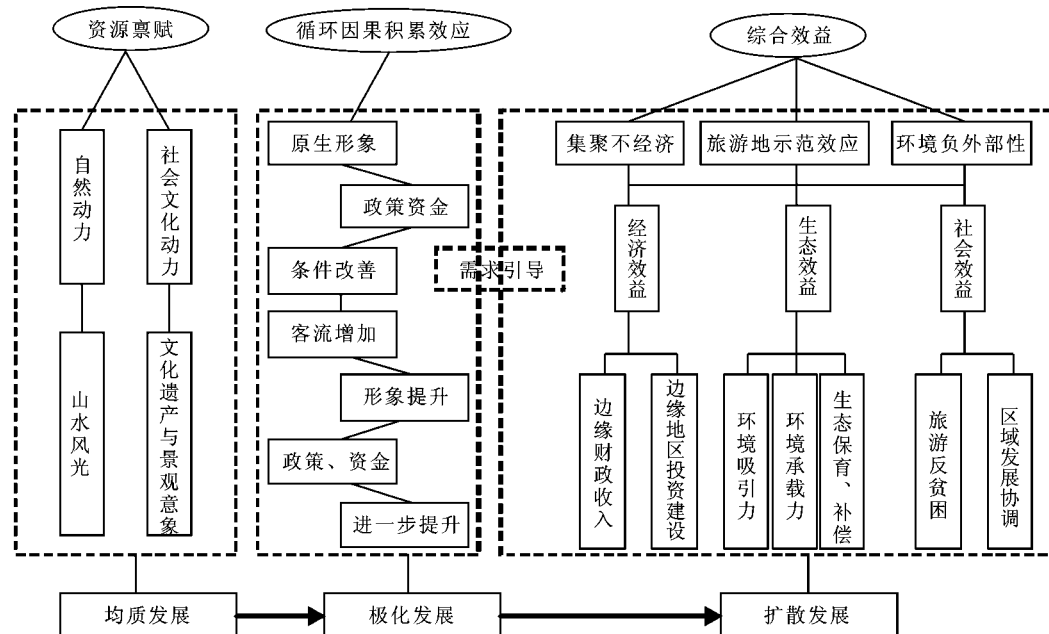 资源禀赋
循环因果积累效应
综合效益
自然动力
社会文化动力
山水风光
文化遗产与景观意象
原生形象
政策资金
条件改善
客流增加
形象提升
政策、资金
进一步提升
需求引导
集聚不经济
旅游地示范效应
环境负外部性
经济效益
生态效益
社会效益
边缘财政收入
边缘地区投资建设
环境吸引力
环境承载力
生态保育、补偿
旅游反贫困
区域发展协调
均质发展
极化发展
扩散发展